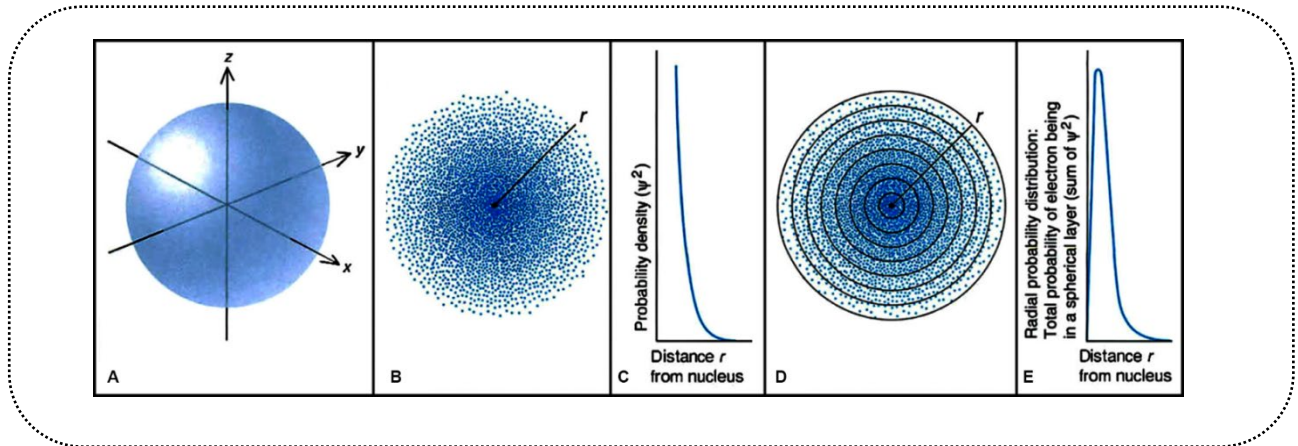 z
y
x
A
r
B
Probability density (ψ²)
Distance r
from nucleus
C
r
D
Radial probability distribution:
Total probability of electron being
in a spherical layer (sum of ψ²)
Distance r
from nucleus
E